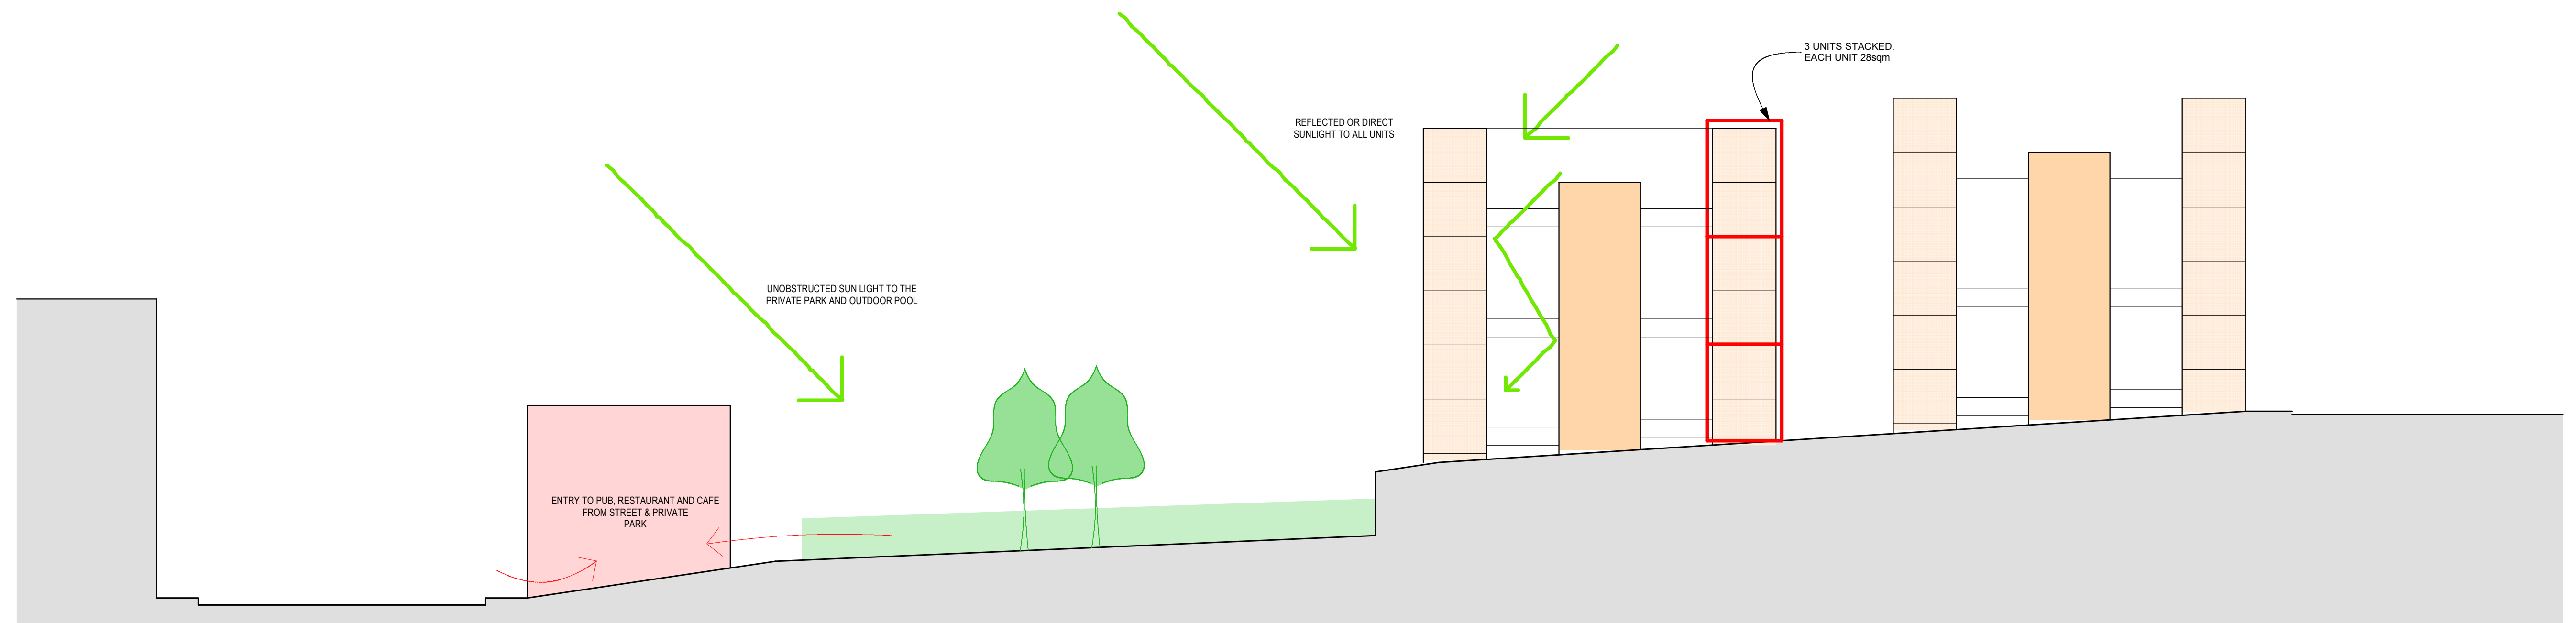 3 UNITS STACKED.
EACH UNIT 28sqm
REFLECTED OR DIRECT
SUNLIGHT TO ALL UNITS
UNOBSTRUCTED SUN LIGHT TO THE
PRIVATE PARK AND OUTDOOR POOL
ENTRY TO PUB, RESTAURANT AND CAFE
FROM STREET & PRIVATE
PARK